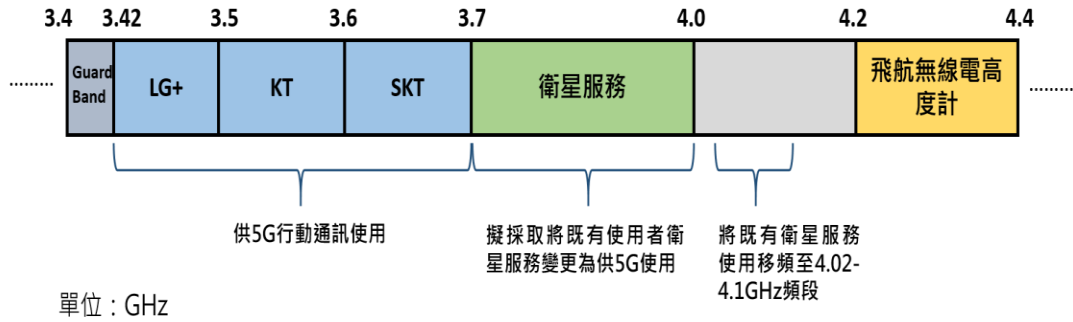 3.4 3.42 3.5 3.6 3.7 4.0 4.2 4.4
Guard
Band
LG+
KT
SKT
衛星服務
飛航無線電高
度計
......... .........
供5G行動通訊使用
擬採取將既有使用者衛
星服務變更為供5G使用
將既有衛星服務
使用移頻至4.02-
4.1GHz頻段
單位：GHz